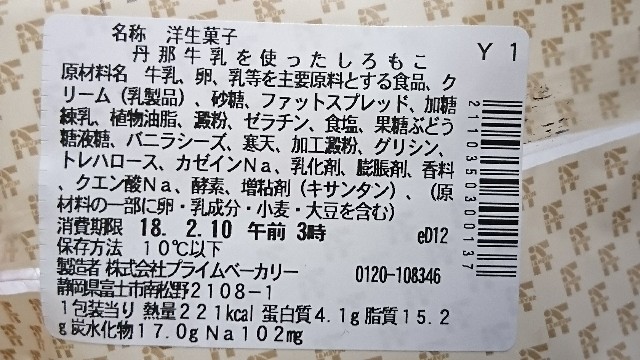 名称 洋生菓子
丹那牛乳を使ったしろもこ
Y1
原材料名 牛乳、卵、乳等を主要原料とする食品、ク
リーム（乳製品）、砂糖、ファットスプレッド、加糖
練乳、植物油脂、澱粉、ゼラチン、食塩、果糖ぶどう
糖液糖、バニラシーズ、寒天、加工澱粉、グリシン、
トレハロース、カゼインNa、乳化剤、膨脹剤、香料
、クエン酸Na、酵素、増粘剤（キサンタン）、（原
材料の一部に卵・乳成分・小麦・大豆を含む）
消費期限 18. 2.10 午前 3時
eD12
保存方法 10℃以下
製造者 株式会社プライムベーカリー
0120-108346
静岡県富士市南松野2108-1
1包装当り 熱量221kcal 蛋白質4.1g 脂質15.2
g 炭水化物17.0g Na102mg
2110350300137